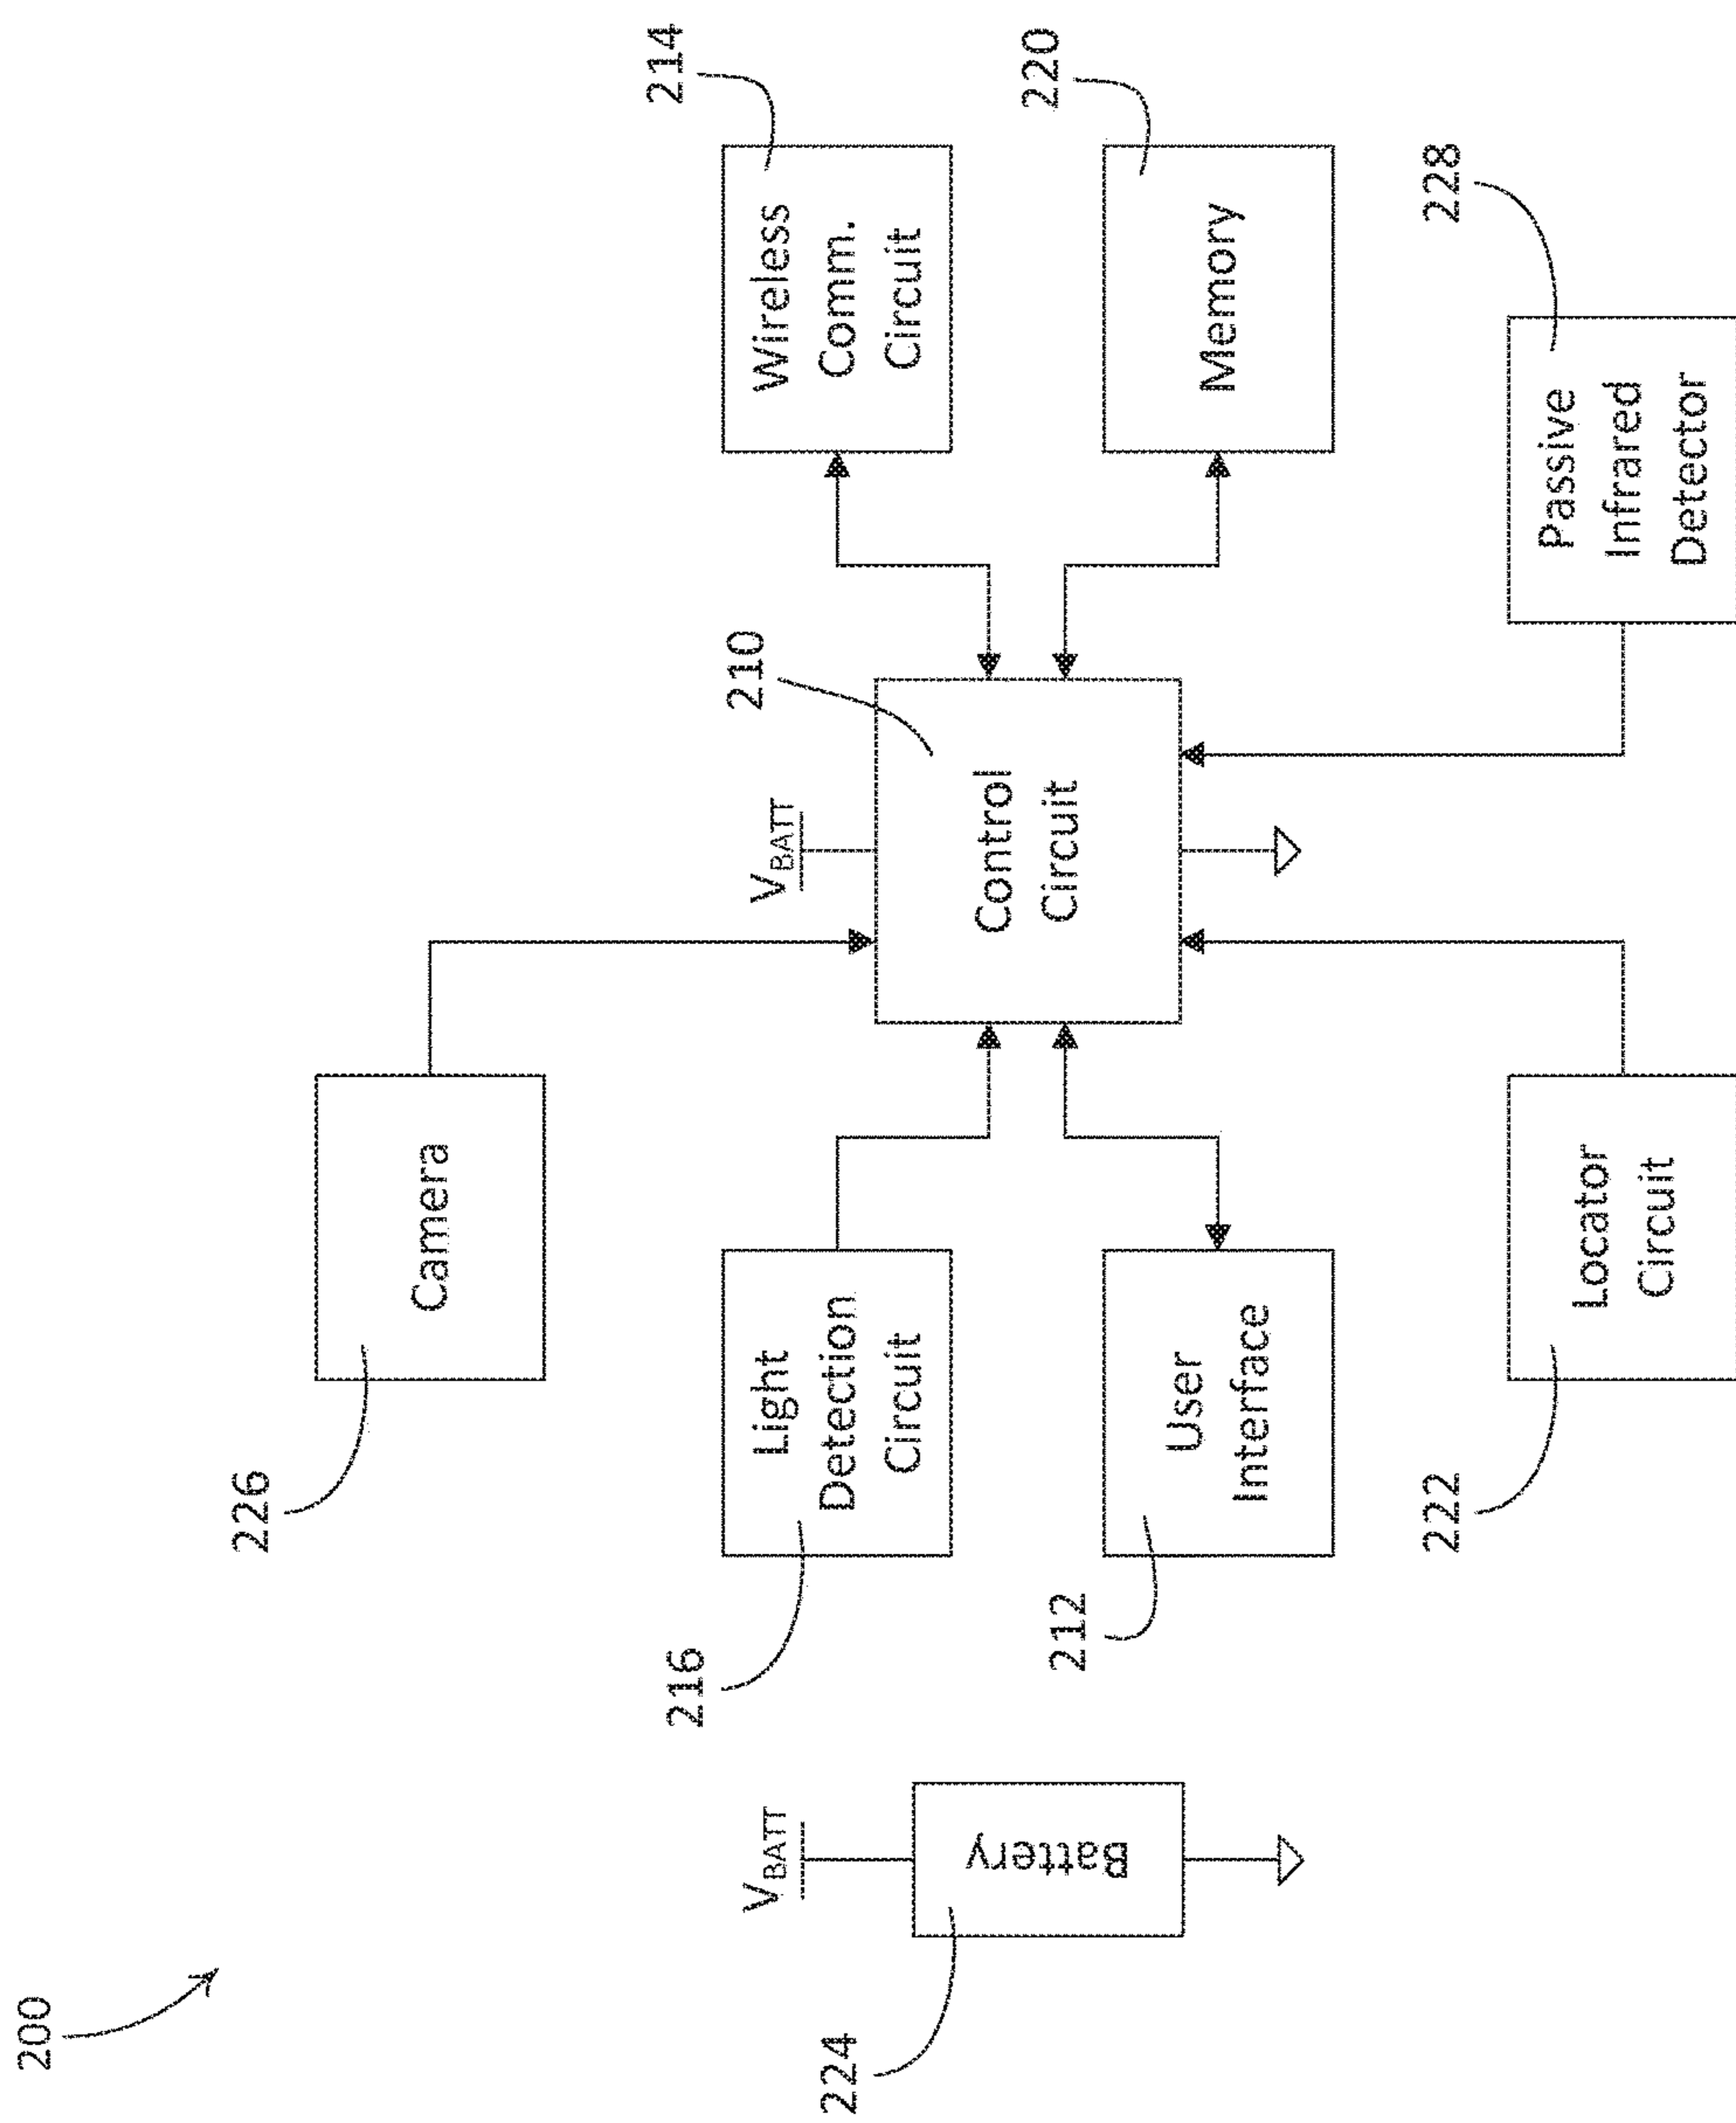 200
226
Camera
214
Wireless
Comm.
Circuit
210
V_BATT
Control
Circuit
216
Light
Detection
Circuit
220
Memory
212
User
Interface
V_BATT
Battery
224
228
Passive
Infrared
Detector
222
Locator
Circuit